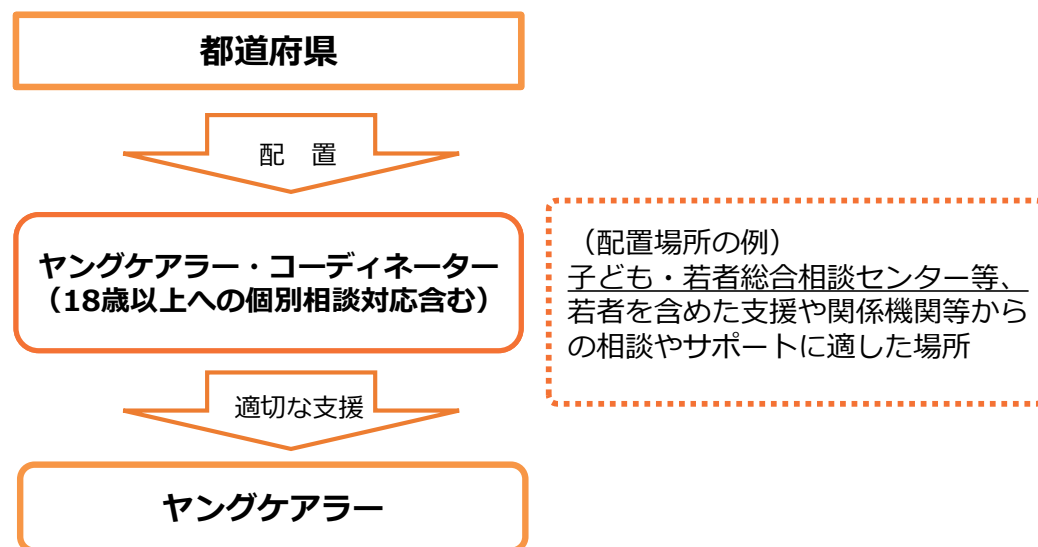 都道府県
配　置
ヤングケアラー・コーディネーター
（18歳以上への個別相談対応含む）
（配置場所の例）
子ども・若者総合相談センター等、
若者を含めた支援や関係機関等から
の相談やサポートに適した場所
適切な支援
ヤングケアラー